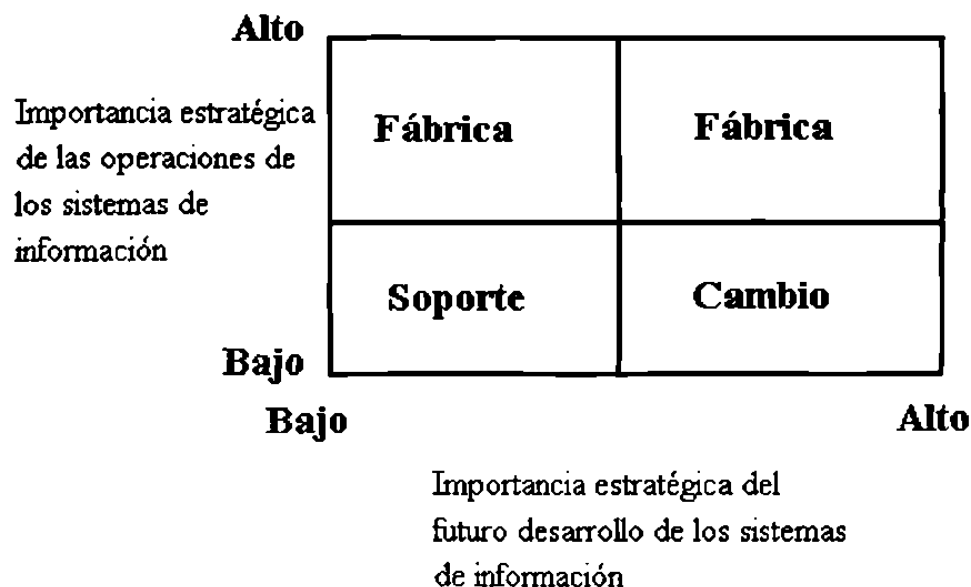 Alto
Importancia estratégica
de las operaciones de
los sistemas de
información
Fábrica
Fábrica
Soporte
Cambio
Bajo
Bajo
Alto
Importancia estratégica del
futuro desarrollo de los sistemas
de información